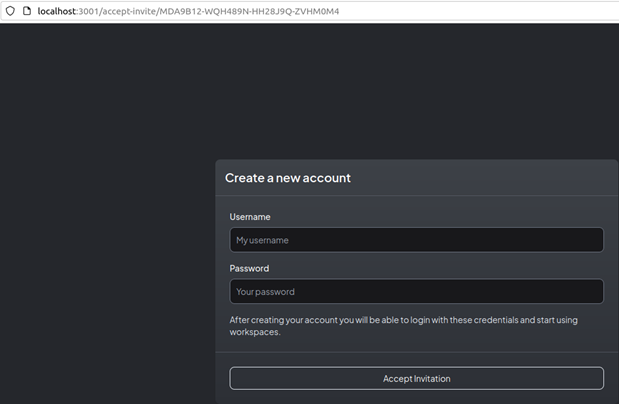 localhost:3001/accept-invite/MDA9B12-WQH489N-HH28J9Q-ZVHM0M4
Create a new account
Username
My username
Password
Your password
After creating your account you will be able to login with these credentials and start using
workspaces.
Accept Invitation